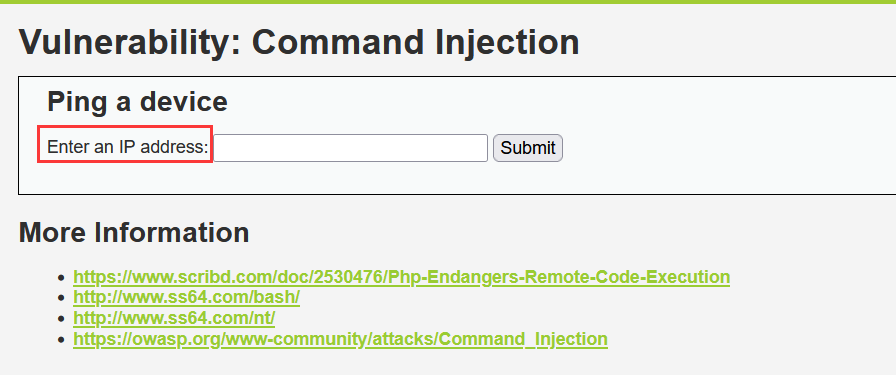 Vulnerability: Command Injection
Ping a device
Enter an IP address: Submit
More Information
https://www.scribd.com/doc/2530476/Php-Endangers-Remote-Code-Execution
http://www.ss64.com/bash/
http://www.ss64.com/nt/
https://owasp.org/www-community/attacks/Command_Injection